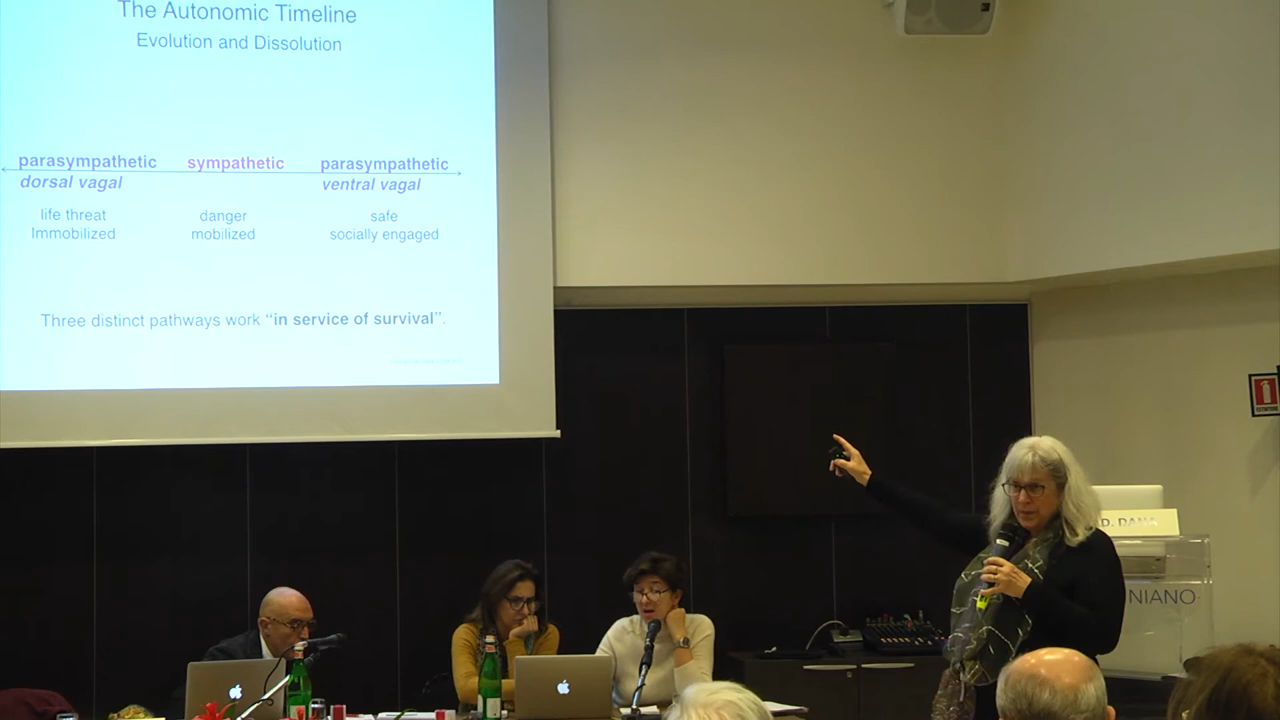 The Autonomic Timeline
Evolution and Dissolution
parasympathetic sympathetic parasympathetic
dorsal vagal ventral vagal
life threat danger safe
Immobilized mobilized socially engaged
Three distinct pathways work “in service of survival”.
D. DANA
NIANO